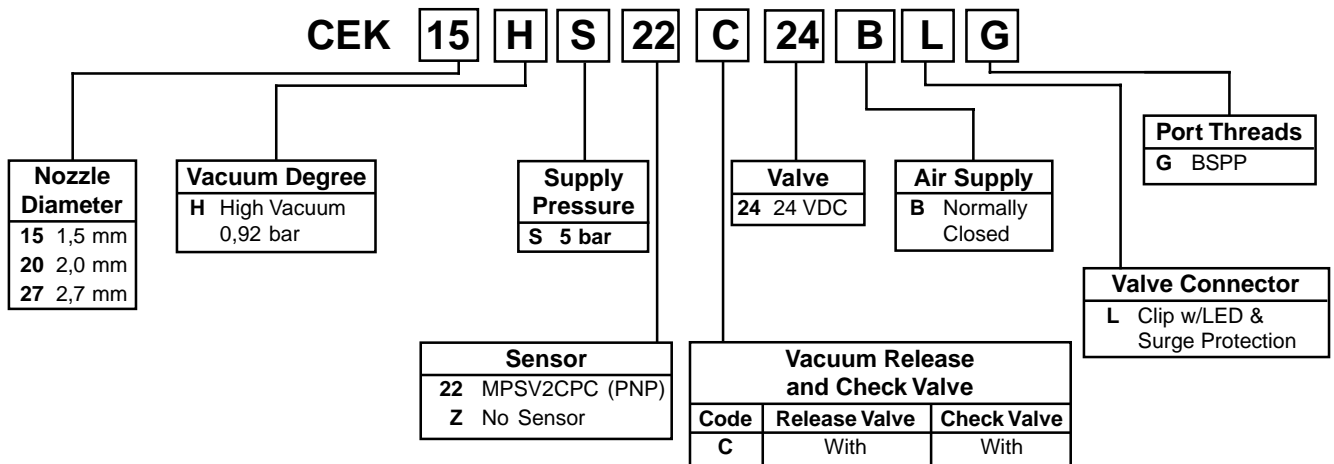 CEK 15 H S 22 C 24 B L G
Nozzle
Diameter
15 1,5 mm
20 2,0 mm
27 2,7 mm
Vacuum Degree
H High Vacuum
0,92 bar
Supply
Pressure
S 5 bar
Valve
24 24 VDC
Air Supply
B Normally
Closed
Port Threads
G BSPP
Valve Connector
L Clip w/LED &
Surge Protection
Sensor
22 MPSV2CPC (PNP)
Z No Sensor
Vacuum Release
and Check Valve
Code Release Valve Check Valve
C With With